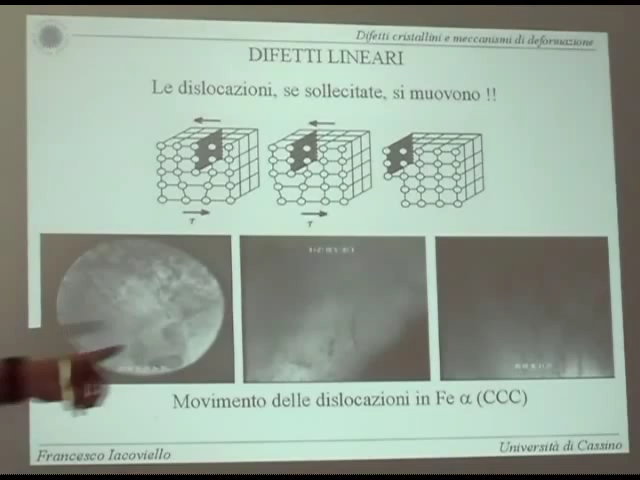 Difetti cristallini e meccanismi di deformazione
DIFETTI LINEARI
Le dislocazioni, se sollecitate, si muovono !!
τ
τ
Movimento delle dislocazioni in Fe α (CCC)
Francesco Iacoviello
Università di Cassino